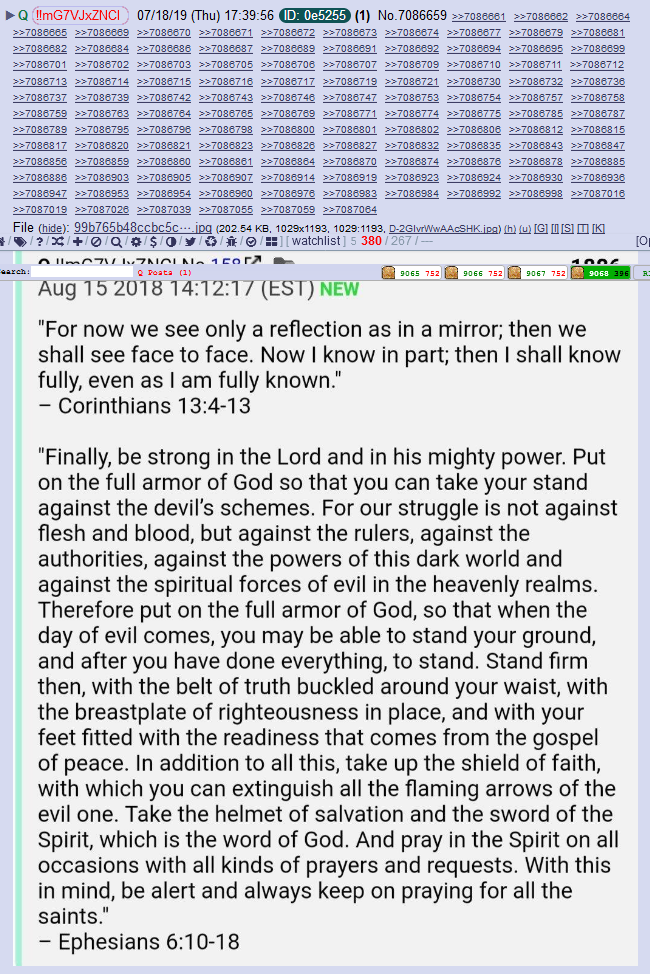 ▶ Q !!mG7VJxZNCI 07/18/19 (Thu) 17:39:56 ID: 0e5255 (1) No.7086659 >>7086661 >>7086662 >>7086664
>>7086665 >>7086669 >>7086670 >>7086671 >>7086672 >>7086673 >>7086674 >>7086677 >>7086679 >>7086681
>>7086682 >>7086684 >>7086686 >>7086687 >>7086689 >>7086691 >>7086692 >>7086694 >>7086695 >>7086699
>>7086701 >>7086702 >>7086703 >>7086705 >>7086706 >>7086707 >>7086709 >>7086710 >>7086711 >>7086712
>>7086713 >>7086714 >>7086715 >>7086716 >>7086717 >>7086719 >>7086721 >>7086730 >>7086732 >>7086736
>>7086737 >>7086739 >>7086742 >>7086743 >>7086746 >>7086747 >>7086753 >>7086754 >>7086757 >>7086758
>>7086759 >>7086763 >>7086764 >>7086765 >>7086769 >>7086771 >>7086774 >>7086775 >>7086785 >>7086787
>>7086789 >>7086795 >>7086796 >>7086798 >>7086800 >>7086801 >>7086802 >>7086806 >>7086812 >>7086815
>>7086817 >>7086820 >>7086821 >>7086823 >>7086826 >>7086827 >>7086832 >>7086835 >>7086843 >>7086847
>>7086856 >>7086859 >>7086860 >>7086861 >>7086864 >>7086870 >>7086874 >>7086876 >>7086878 >>7086885
>>7086886 >>7086903 >>7086905 >>7086907 >>7086914 >>7086919 >>7086923 >>7086924 >>7086930 >>7086936
>>7086947 >>7086953 >>7086954 >>7086960 >>7086976 >>7086983 >>7086984 >>7086992 >>7086998 >>7087016
>>7087019 >>7087026 >>7087039 >>7087055 >>7087059 >>7087064
File (hide): 99b765b48ccbc5c⋯.jpg (202.54 KB, 1029x1193, 1029:1193, D-2GIvrWwAAcSHK.jpg) (h) (u) [G] [I] [S] [T] [K]
[ watchlist ] 5 380 / 267 / —
earch: Q Posts (1) 9065 752 9066 752 9067 752 9068 396
Aug 15 2018 14:12:17 (EST) NEW
"For now we see only a reflection as in a mirror; then we
shall see face to face. Now I know in part; then I shall know
fully, even as I am fully known."
– Corinthians 13:4-13
"Finally, be strong in the Lord and in his mighty power. Put
on the full armor of God so that you can take your stand
against the devil's schemes. For our struggle is not against
flesh and blood, but against the rulers, against the
authorities, against the powers of this dark world and
against the spiritual forces of evil in the heavenly realms.
Therefore put on the full armor of God, so that when the
day of evil comes, you may be able to stand your ground,
and after you have done everything, to stand. Stand firm
then, with the belt of truth buckled around your waist, with
the breastplate of righteousness in place, and with your
feet fitted with the readiness that comes from the gospel
of peace. In addition to all this, take up the shield of faith,
with which you can extinguish all the flaming arrows of the
evil one. Take the helmet of salvation and the sword of the
Spirit, which is the word of God. And pray in the Spirit on all
occasions with all kinds of prayers and requests. With this
in mind, be alert and always keep on praying for all the
saints."
– Ephesians 6:10-18